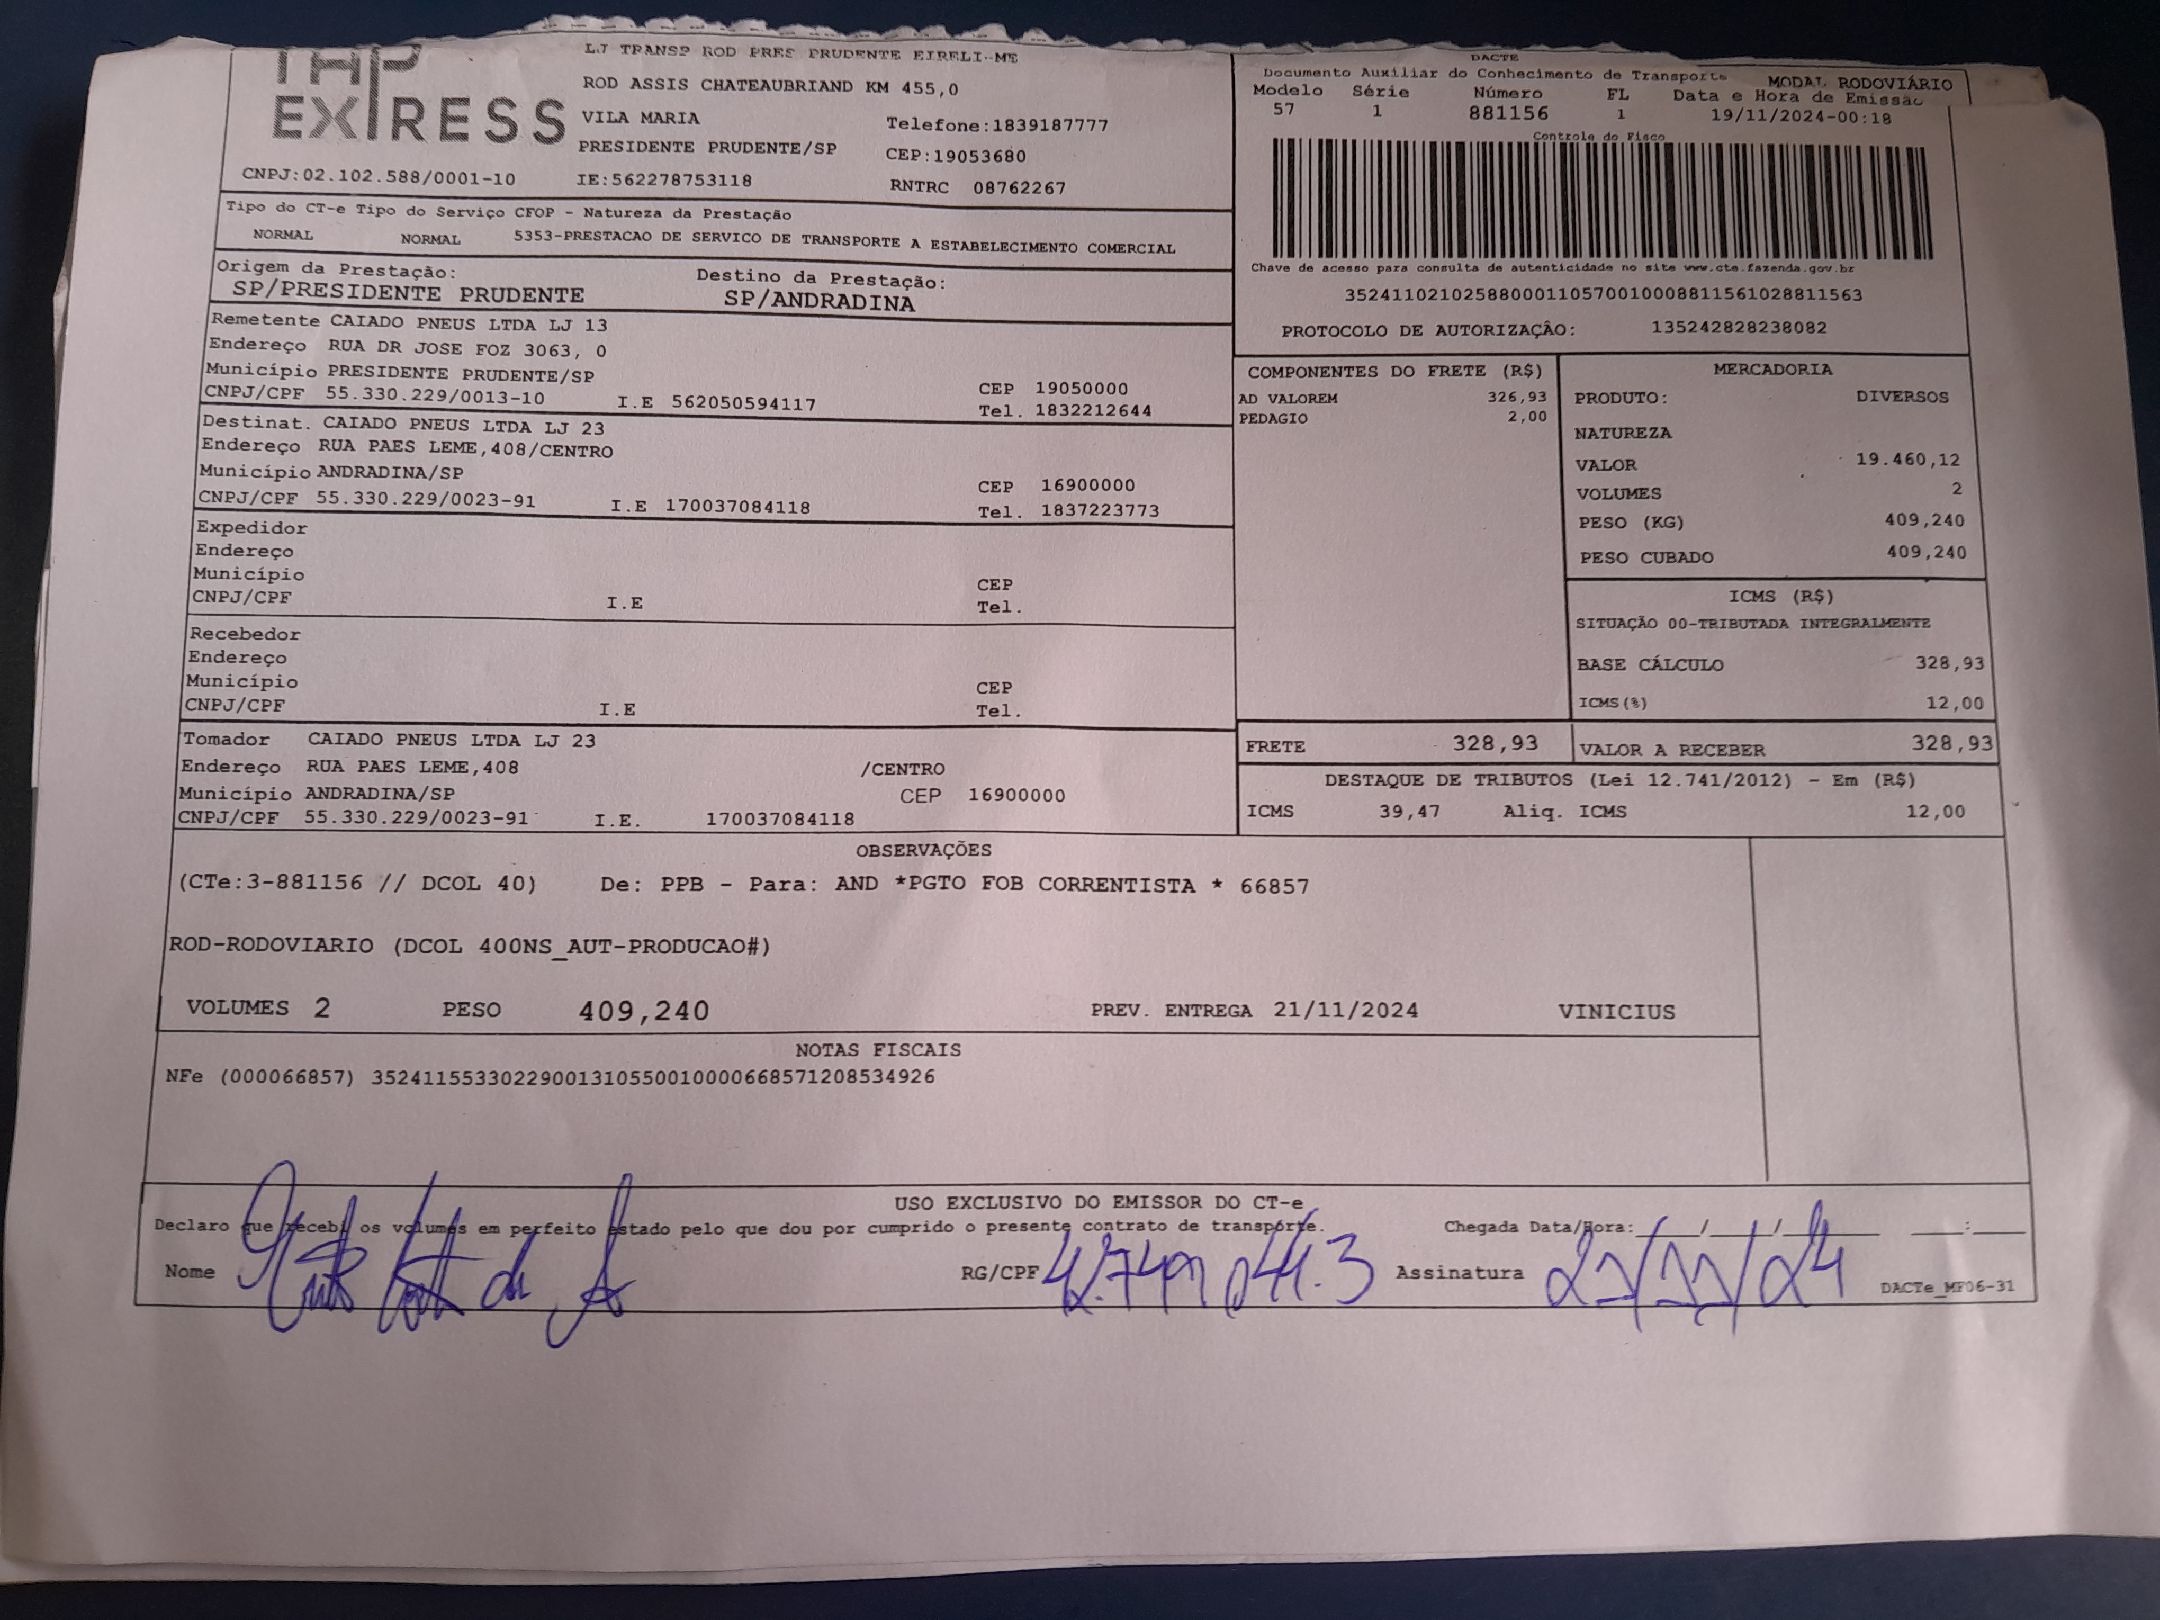 THP
EXPRESS
LJ TRANSP ROD PRES PRUDENTE EIRELI-ME
ROD ASSIS CHATEAUBRIAND KM 455,0
VILA MARIA Telefone:1839187777
PRESIDENTE PRUDENTE/SP CEP:19053680
CNPJ:02.102.588/0001-10 IE:562278753118 RNTRC 08762267
DACTE
Documento Auxiliar do Conhecimento de Transporte MODAL RODOVIÁRIO
Modelo Série Número FL Data e Hora de Emissão
57 1 881156 1 19/11/2024-00:18
Controle do Fisco
Chave de acesso para consulta de autenticidade no site www.cte.fazenda.gov.br
35241102102588000110570010008811561028811563
PROTOCOLO DE AUTORIZAÇÃO: 135242828238082
Tipo do CT-e Tipo do Serviço CFOP - Natureza da Prestação
NORMAL NORMAL 5353-PRESTACAO DE SERVICO DE TRANSPORTE A ESTABELECIMENTO COMERCIAL
Origem da Prestação: Destino da Prestação:
SP/PRESIDENTE PRUDENTE SP/ANDRADINA
Remetente CAIADO PNEUS LTDA LJ 13
Endereço RUA DR JOSE FOZ 3063, 0
Município PRESIDENTE PRUDENTE/SP CEP 19050000
CNPJ/CPF 55.330.229/0013-10 I.E 562050594117 Tel. 1832212644
Destinat. CAIADO PNEUS LTDA LJ 23
Endereço RUA PAES LEME,408/CENTRO
Município ANDRADINA/SP CEP 16900000
CNPJ/CPF 55.330.229/0023-91 I.E 170037084118 Tel. 1837223773
Expedidor
Endereço
Município CEP
CNPJ/CPF I.E Tel.
Recebedor
Endereço
Município CEP
CNPJ/CPF I.E Tel.
Tomador CAIADO PNEUS LTDA LJ 23
Endereço RUA PAES LEME,408 /CENTRO
Município ANDRADINA/SP CEP 16900000
CNPJ/CPF 55.330.229/0023-91 I.E. 170037084118
COMPONENTES DO FRETE (R$)
AD VALOREM 326,93
PEDAGIO 2,00
MERCADORIA
PRODUTO: DIVERSOS
NATUREZA
VALOR 19.460,12
VOLUMES 2
PESO (KG) 409,240
PESO CUBADO 409,240
ICMS (R$)
SITUAÇÃO 00-TRIBUTADA INTEGRALMENTE
BASE CÁLCULO 328,93
ICMS(%) 12,00
FRETE 328,93 VALOR A RECEBER 328,93
DESTAQUE DE TRIBUTOS (Lei 12.741/2012) - Em (R$)
ICMS 39,47 Aliq. ICMS 12,00
OBSERVAÇÕES
(CTe:3-881156 // DCOL 40) De: PPB - Para: AND *PGTO FOB CORRENTISTA * 66857
ROD-RODOVIARIO (DCOL 400NS_AUT-PRODUCAO#)
VOLUMES 2 PESO 409,240 PREV. ENTREGA 21/11/2024 VINICIUS
NOTAS FISCAIS
NFe (000066857) 35241155330229001310550010000668571208534926
USO EXCLUSIVO DO EMISSOR DO CT-e
Declaro que recebi os volumes em perfeito estado pelo que dou por cumprido o presente contrato de transporte. Chegada Data/Hora:____/____/______ ____:____
Nome RG/CPF Assinatura 21/11/24 DACTe_MF06-31